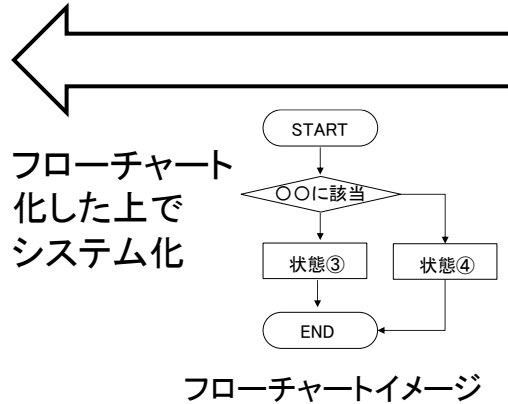 START
フローチャート
化した上で
システム化
○○に該当
状態③
状態④
END
フローチャートイメージ